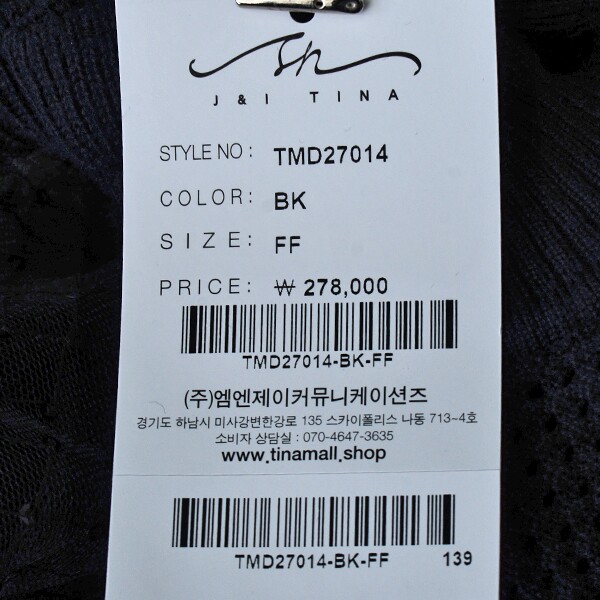 J & I TINA
STYLE NO : TMD27014
COLOR: BK
SIZE: FF
PRICE: ₩ 278,000
TMD27014-BK-FF
(주)엠엔제이커뮤니케이션즈
경기도 하남시 미사강변한강로 135 스카이폴리스 나동 713~4호
소비자 상담실 : 070-4647-3635
www.tinamall.shop
TMD27014-BK-FF 139